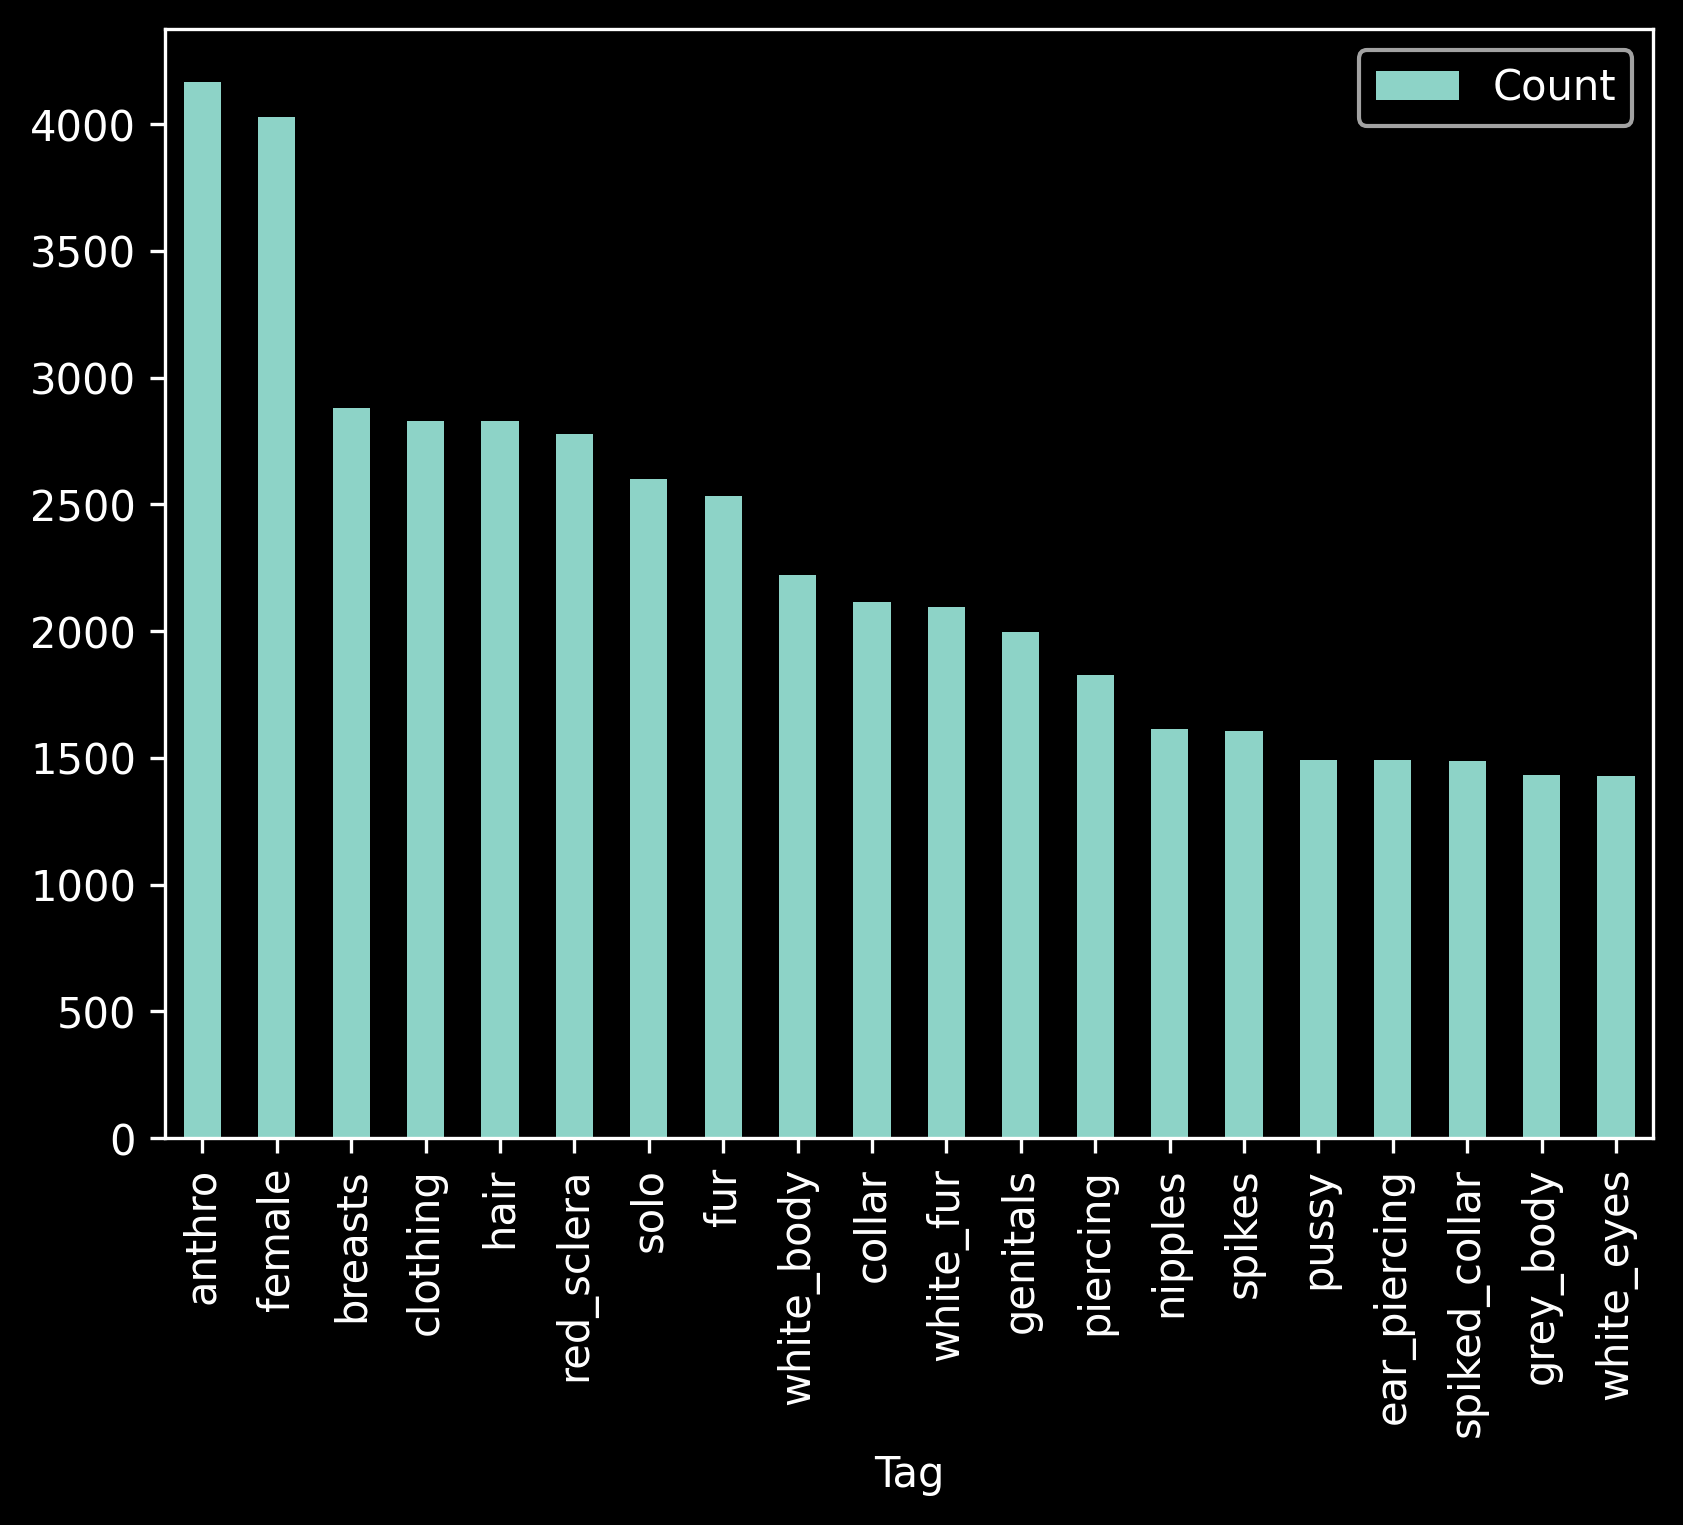 Count
4000
3500
3000
2500
2000
1500
1000
500
0
anthro
female
breasts
clothing
hair
red_sclera
solo
fur
white_body
collar
white_fur
genitals
piercing
nipples
spikes
pussy
ear_piercing
spiked_collar
grey_body
white_eyes
Tag